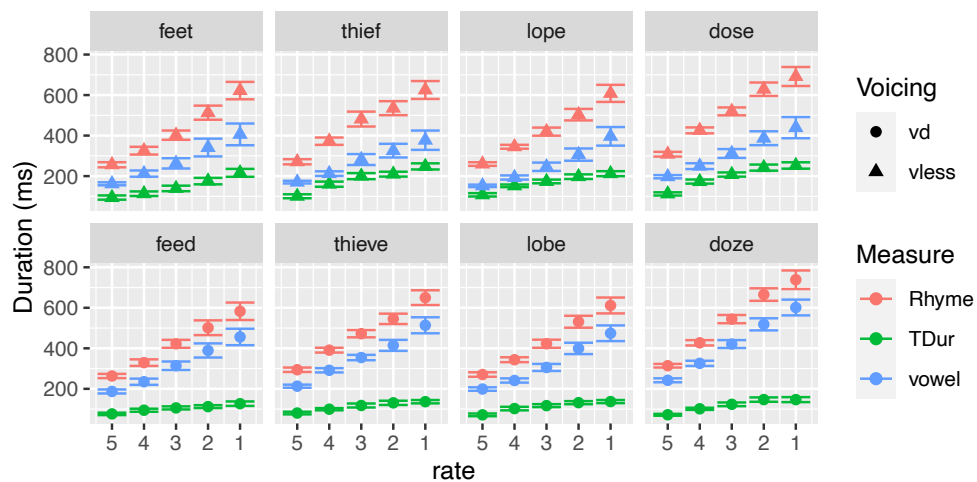 feet thief lope dose
800
600
400
200
feed thieve lobe doze
800
600
400
200
5 4 3 2 1 5 4 3 2 1 5 4 3 2 1 5 4 3 2 1
rate
Duration (ms)
Voicing
vd
vless
Measure
Rhyme
TDur
vowel